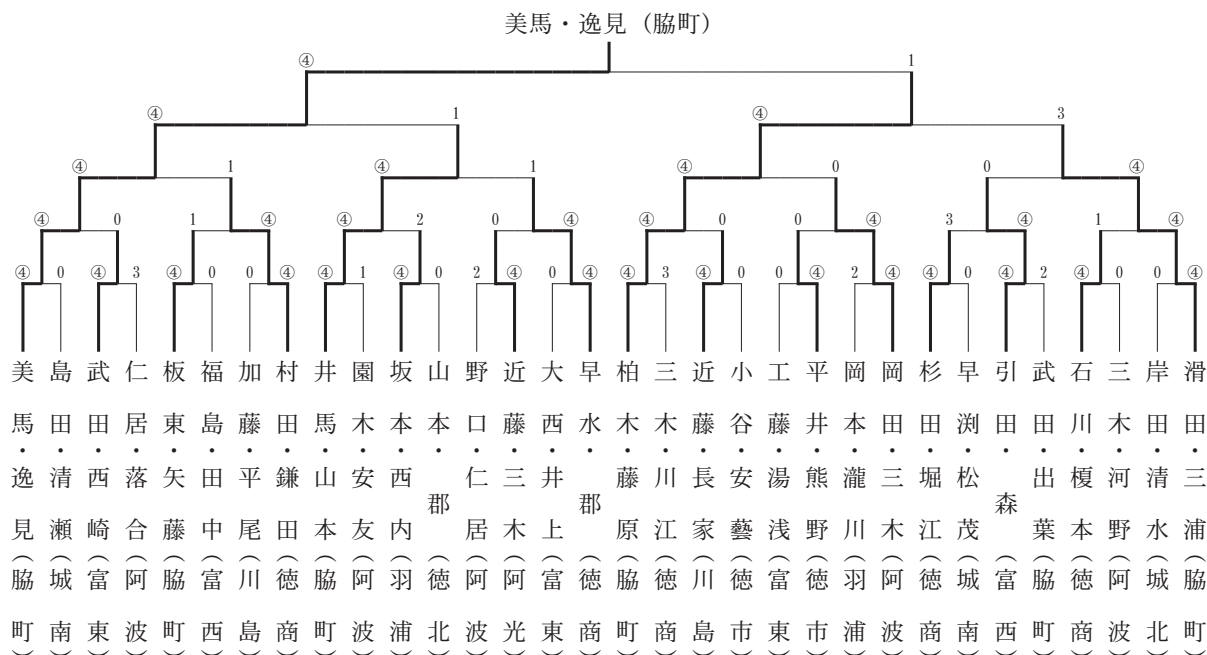 美馬・逸見（脇町）
④ 1
④ 1 ④ 3
④ 1 ④ 1 ④ 0 0 ④
④ 0 1 ④ ④ 2 0 ④ ④ 0 0 ④ 3 ④ 1 ④
④ 0 ④ 3 ④ 0 0 ④ ④ 1 ④ 0 2 ④ 0 ④ ④ 3 ④ 0 0 ④ 2 ④ ④ 0 ④ 2 ④ 0 0 ④
美馬・逸見（脇町）
島田・清瀬（城南）
武田・西崎（富東）
仁居・落合（阿波）
板東・矢藤（脇町）
福島・田中（富西）
加藤・平尾（川島）
村田・鎌田（徳商）
井馬・山本（脇町）
園木・安友（阿波）
坂本・西内（羽浦）
山本・郡（徳北）
野口・仁居（阿波）
近藤・三木（阿光）
大西・井上（富東）
早水・郡（徳商）
柏木・藤原（脇町）
三木・川江（徳商）
近藤・長家（川島）
小谷・安藝（徳市）
工藤・湯浅（富東）
平井・熊野（徳市）
岡本・瀧川（羽浦）
岡田・三木（阿波）
杉田・堀江（徳商）
早渕・松茂（城南）
引田・森（富西）
武田・出葉（脇町）
石川・榎本（徳商）
三木・河野（阿波）
岸田・清水（城北）
滑田・三浦（脇町）